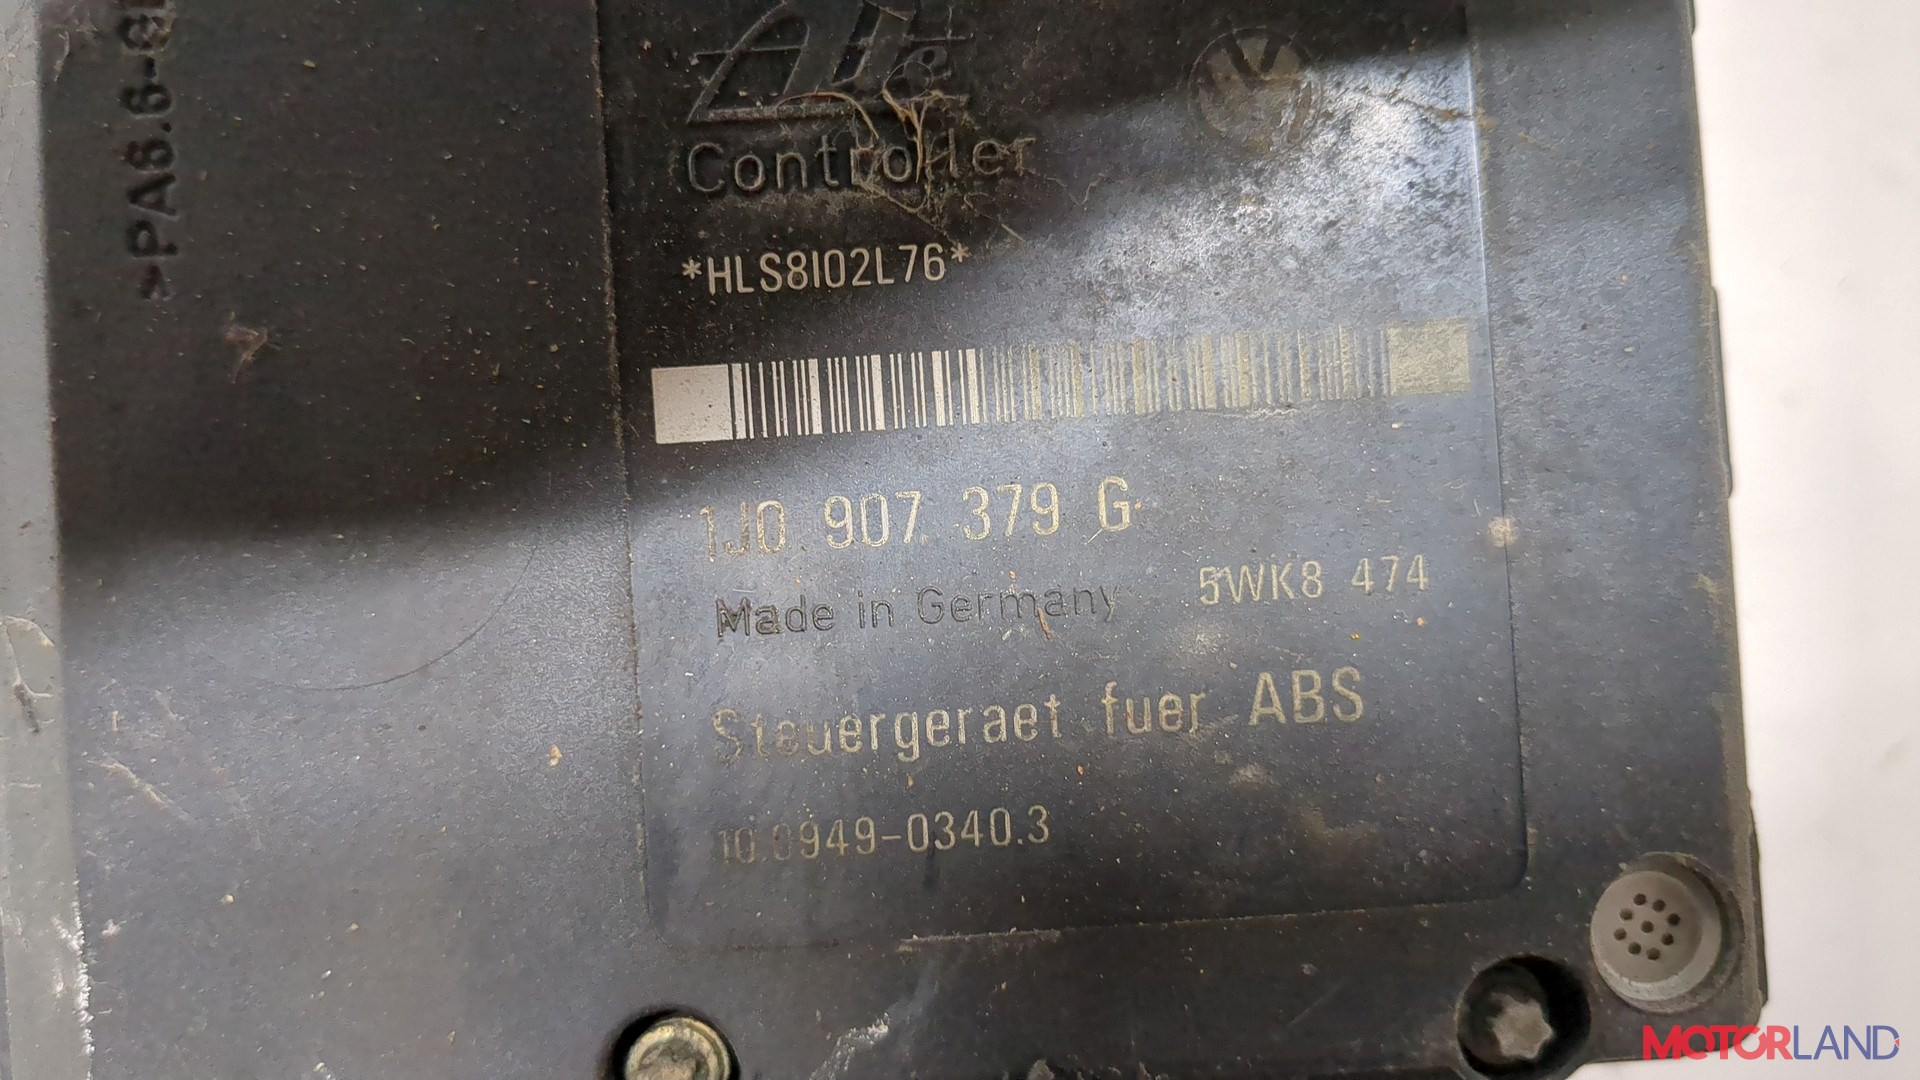 >PA6.6-G
Ate
Controller
*HLS8I02L76*
1J0 907 379 G
Made in Germany 5WK8 474
Steuergeraet fuer ABS
10.0949-0340.3
MOTORLAND